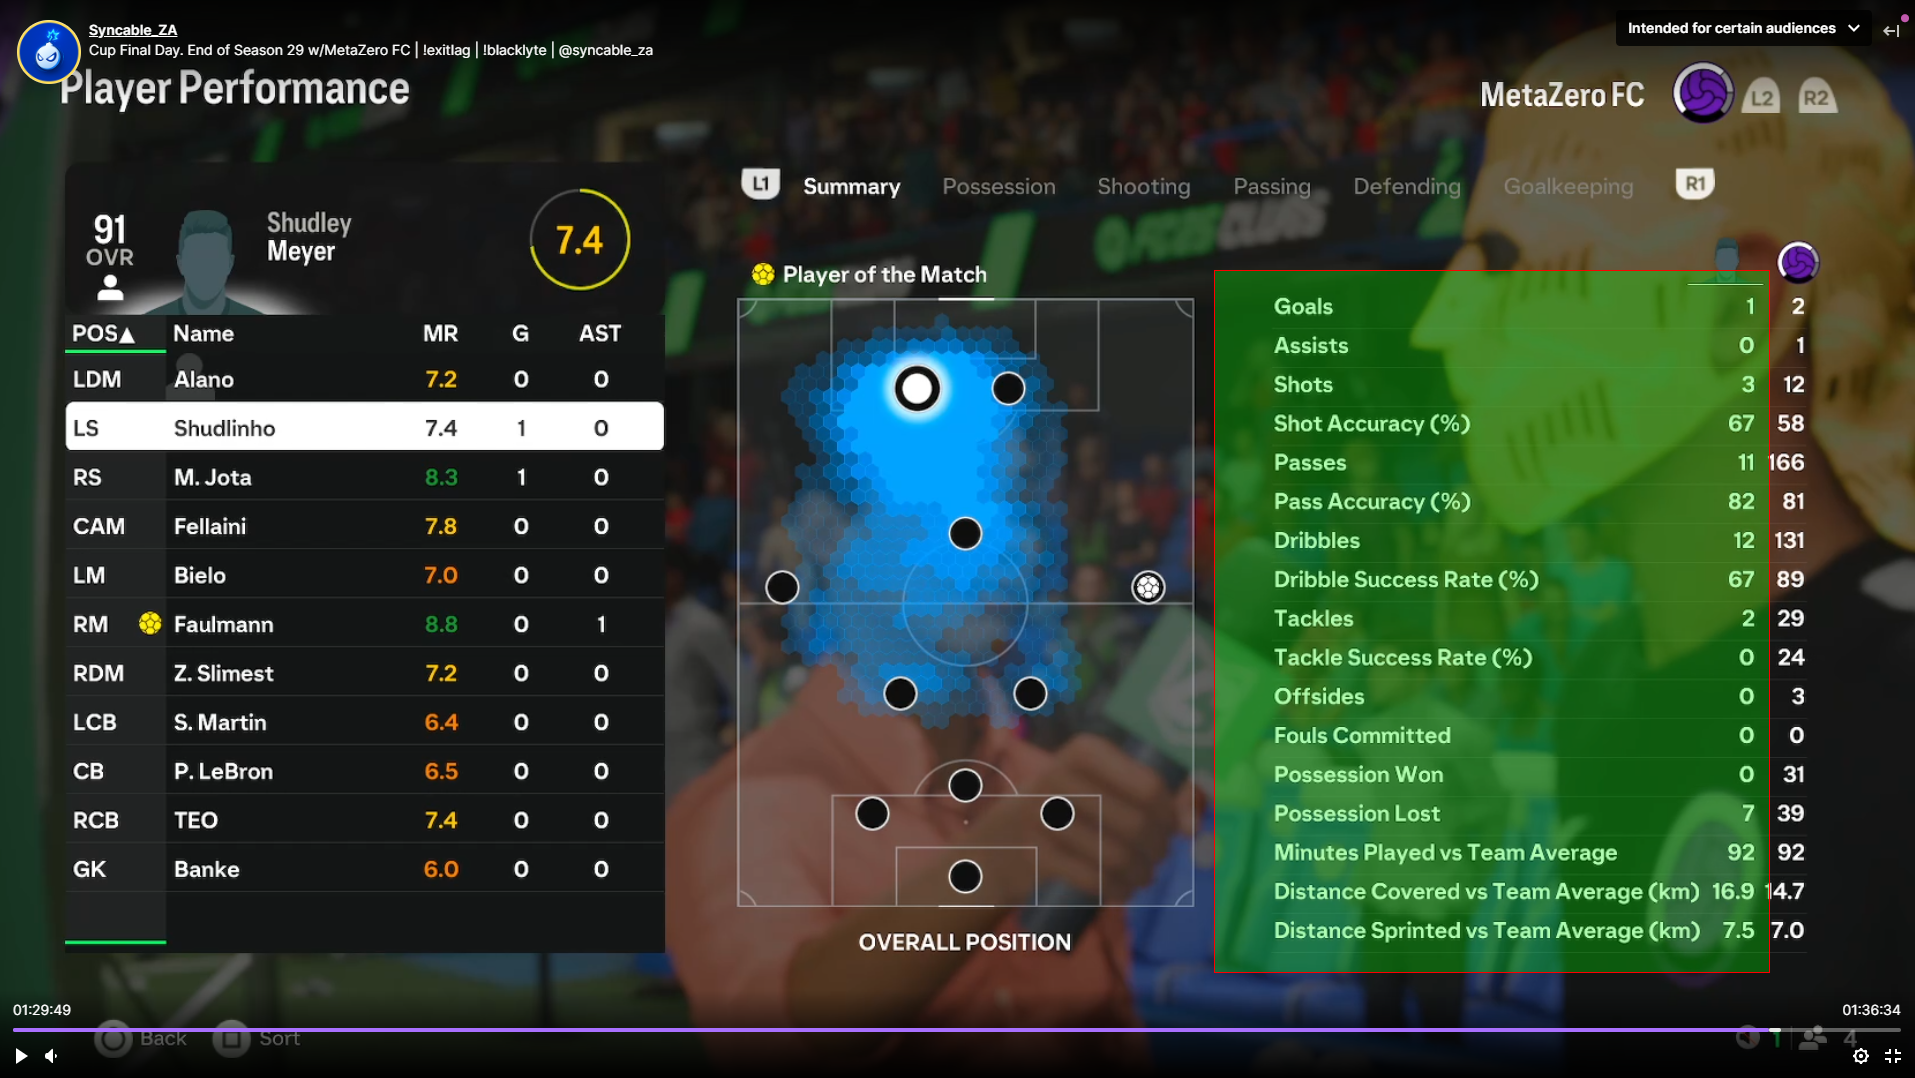 Syncable_ZA
Cup Final Day. End of Season 29 w/MetaZero FC | !exitlag | !blacklyte | @syncable_za
Intended for certain audiences
Player Performance
MetaZero FC
L2
R2
91
OVR
Shudley
Meyer
7.4
L1
Summary Possession Shooting Passing Defending Goalkeeping
R1
FC25 CLUBS
POS▲ Name MR G AST
LDM Alano 7.2 0 0
LS Shudlinho 7.4 1 0
RS M. Jota 8.3 1 0
CAM Fellaini 7.8 0 0
LM Bielo 7.0 0 0
RM Faulmann 8.8 0 1
RDM Z. Slimest 7.2 0 0
LCB S. Martin 6.4 0 0
CB P. LeBron 6.5 0 0
RCB TEO 7.4 0 0
GK Banke 6.0 0 0
Player of the Match
OVERALL POSITION
Goals 1 2
Assists 0 1
Shots 3 12
Shot Accuracy (%) 67 58
Passes 11 166
Pass Accuracy (%) 82 81
Dribbles 12 131
Dribble Success Rate (%) 67 89
Tackles 2 29
Tackle Success Rate (%) 0 24
Offsides 0 3
Fouls Committed 0 0
Possession Won 0 31
Possession Lost 7 39
Minutes Played vs Team Average 92 92
Distance Covered vs Team Average (km) 16.9 14.7
Distance Sprinted vs Team Average (km) 7.5 7.0
01:29:49
01:36:34
Back
Sort
1
4